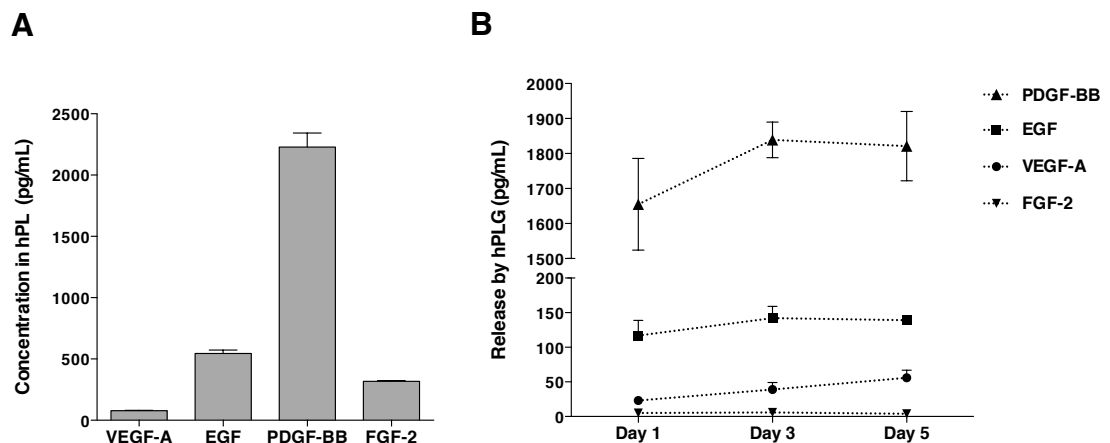 A
Concentration in hPL (pg/mL)
2500
2000
1500
1000
500
0
VEGF-A EGF PDGF-BB FGF-2
B
Release by hPLG (pg/mL)
2000
1900
1800
1700
1600
1500
200
150
100
50
0
Day 1 Day 3 Day 5
PDGF-BB
EGF
VEGF-A
FGF-2